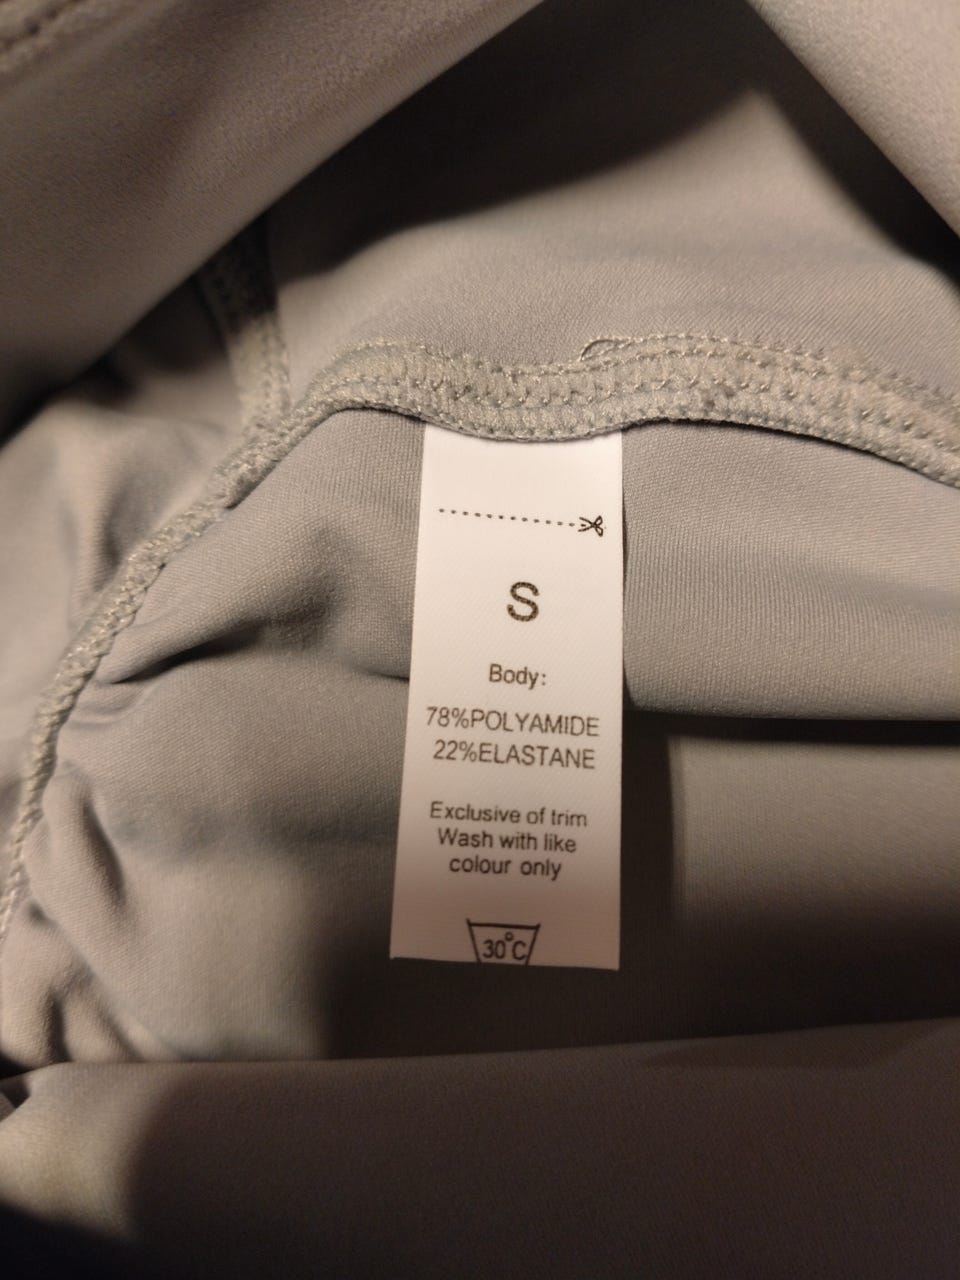 S
Body:
78%POLYAMIDE
22%ELASTANE
Exclusive of trim
Wash with like
colour only
30°C